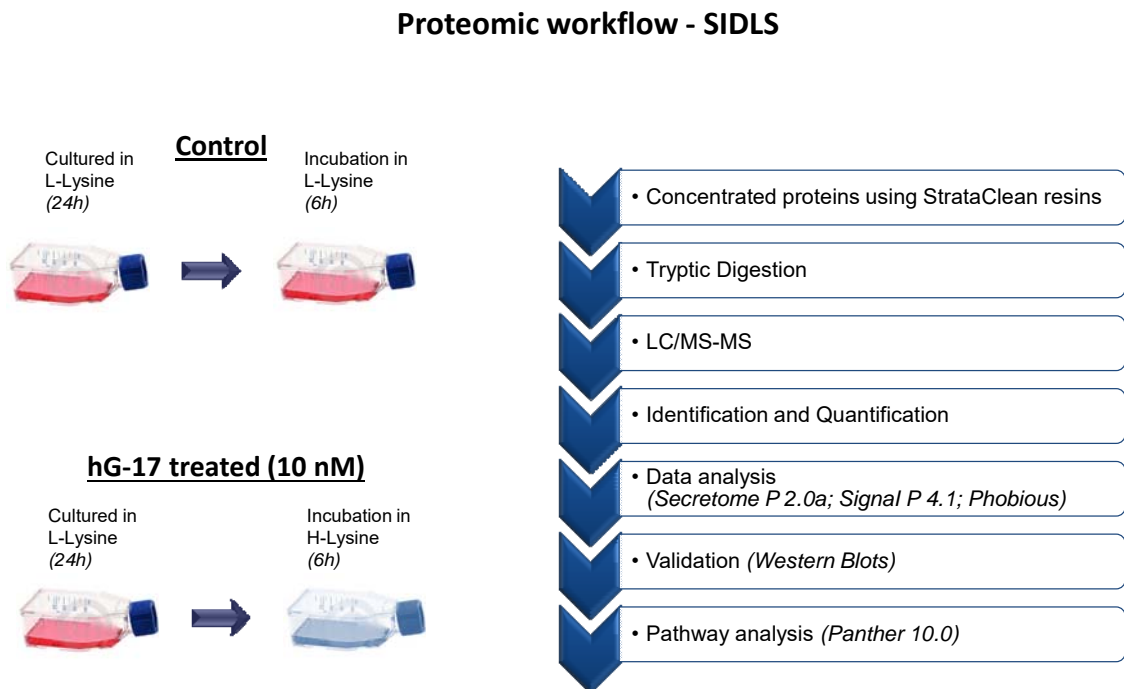 Proteomic workflow - SIDLS
Control
Cultured in
L-Lysine
(24h)
Incubation in
L-Lysine
(6h)
hG-17 treated (10 nM)
Cultured in
L-Lysine
(24h)
Incubation in
H-Lysine
(6h)
• Concentrated proteins using StrataClean resins
• Tryptic Digestion
• LC/MS-MS
• Identification and Quantification
• Data analysis
(Secretome P 2.0a; Signal P 4.1; Phobious)
• Validation (Western Blots)
• Pathway analysis (Panther 10.0)